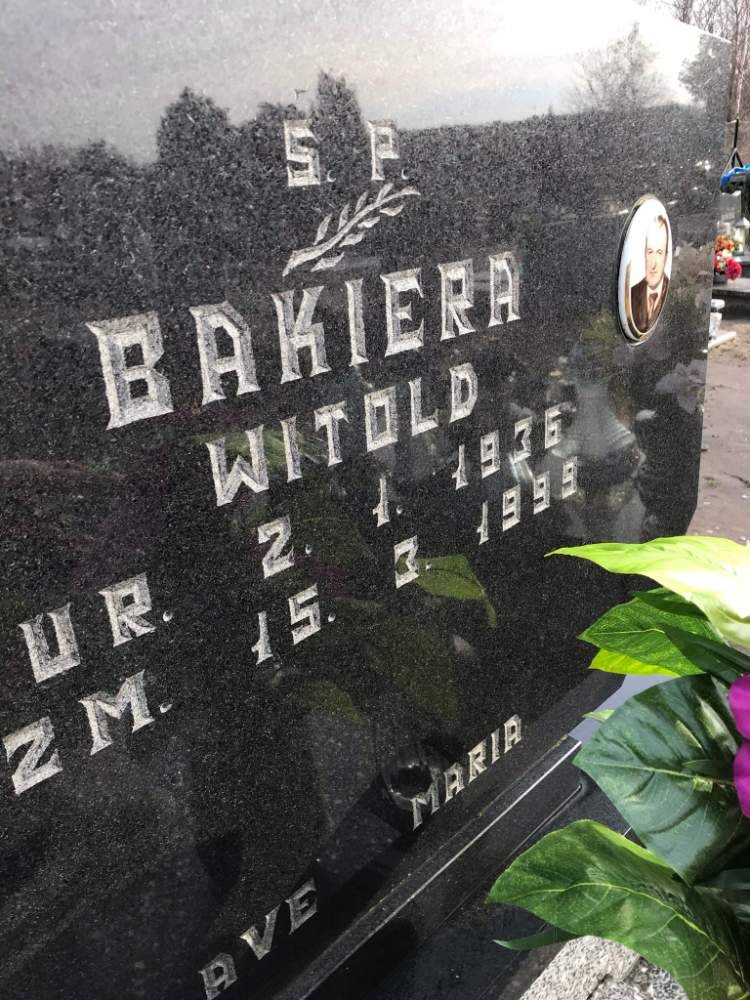 S. P.
BAKIERA
WITOLD
UR. 2. 1. 1936
ZM. 15. 3. 1999
AVE MARIA